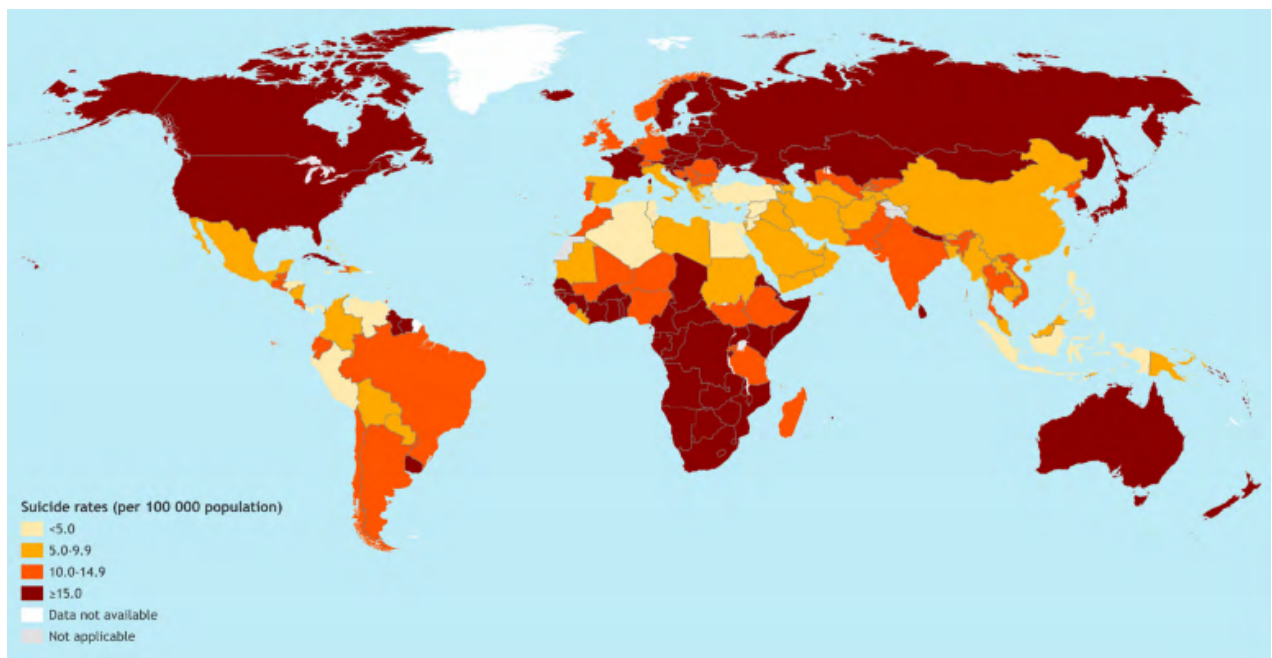 Suicide rates (per 100 000 population)
<5.0
5.0-9.9
10.0-14.9
≥15.0
Data not available
Not applicable